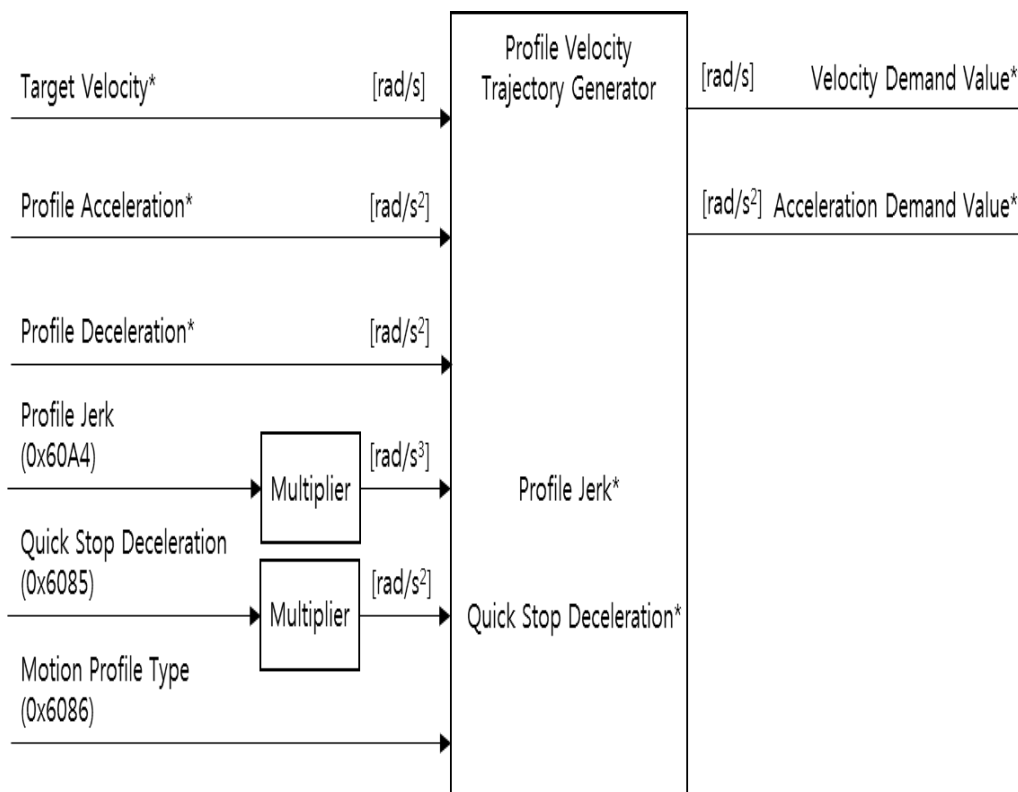 Profile Velocity
Trajectory Generator
Target Velocity* [rad/s]
[rad/s] Velocity Demand Value*
Profile Acceleration* [rad/s²]
[rad/s²] Acceleration Demand Value*
Profile Deceleration* [rad/s²]
Profile Jerk
(0x60A4)
Multiplier
[rad/s³]
Profile Jerk*
Quick Stop Deceleration
(0x6085)
Multiplier
[rad/s²]
Quick Stop Deceleration*
Motion Profile Type
(0x6086)